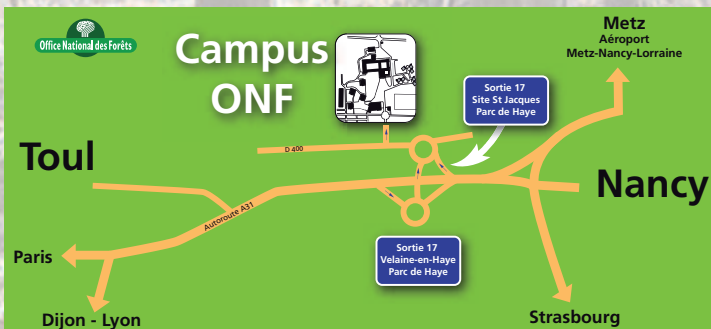 Office National des Forêts
Campus
ONF
Metz
Aéroport
Metz-Nancy-Lorraine
Sortie 17
Site St Jacques
Parc de Haye
D 400
Toul
Nancy
Autoroute A31
Sortie 17
Velaine-en-Haye
Parc de Haye
Paris
Dijon - Lyon
Strasbourg